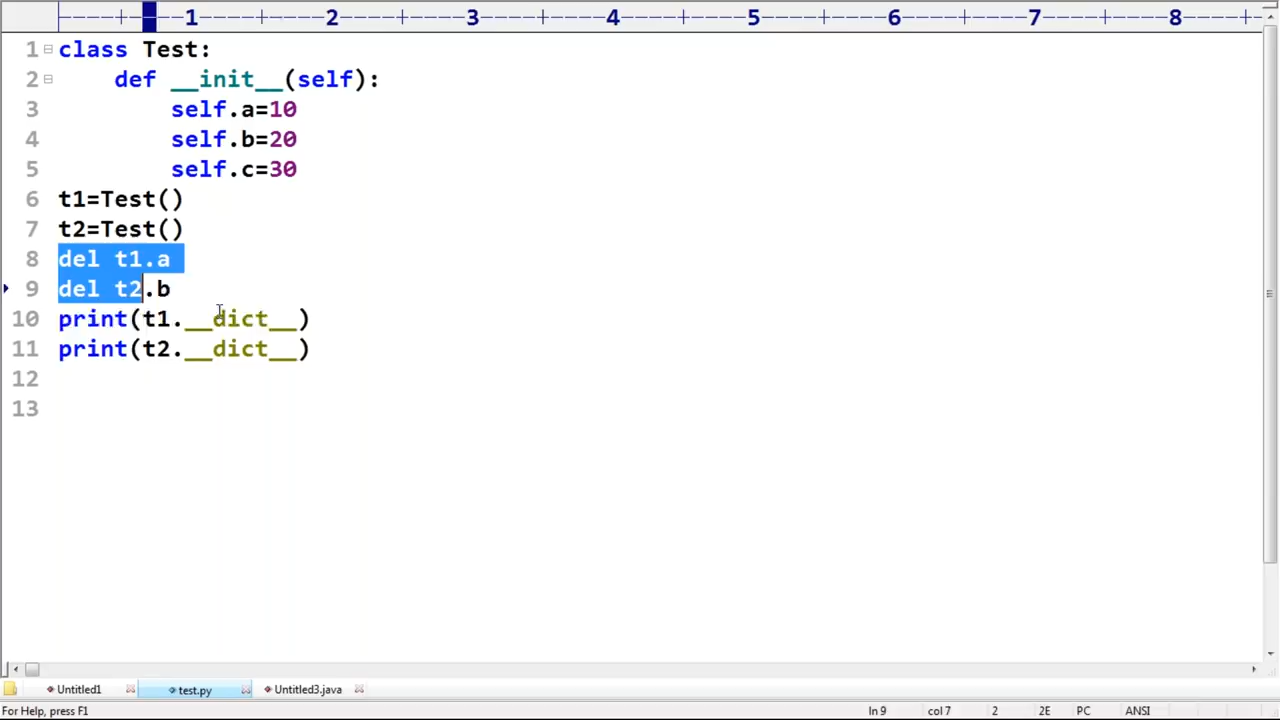 1 2 3 4 5 6 7 8
1 class Test:
2 def __init__(self):
3 self.a=10
4 self.b=20
5 self.c=30
6 t1=Test()
7 t2=Test()
8 del t1.a
9 del t2.b
10 print(t1.__dict__)
11 print(t2.__dict__)
12
13
Untitled1 test.py Untitled3.java
For Help, press F1 ln 9 col 7 2 2E PC ANSI